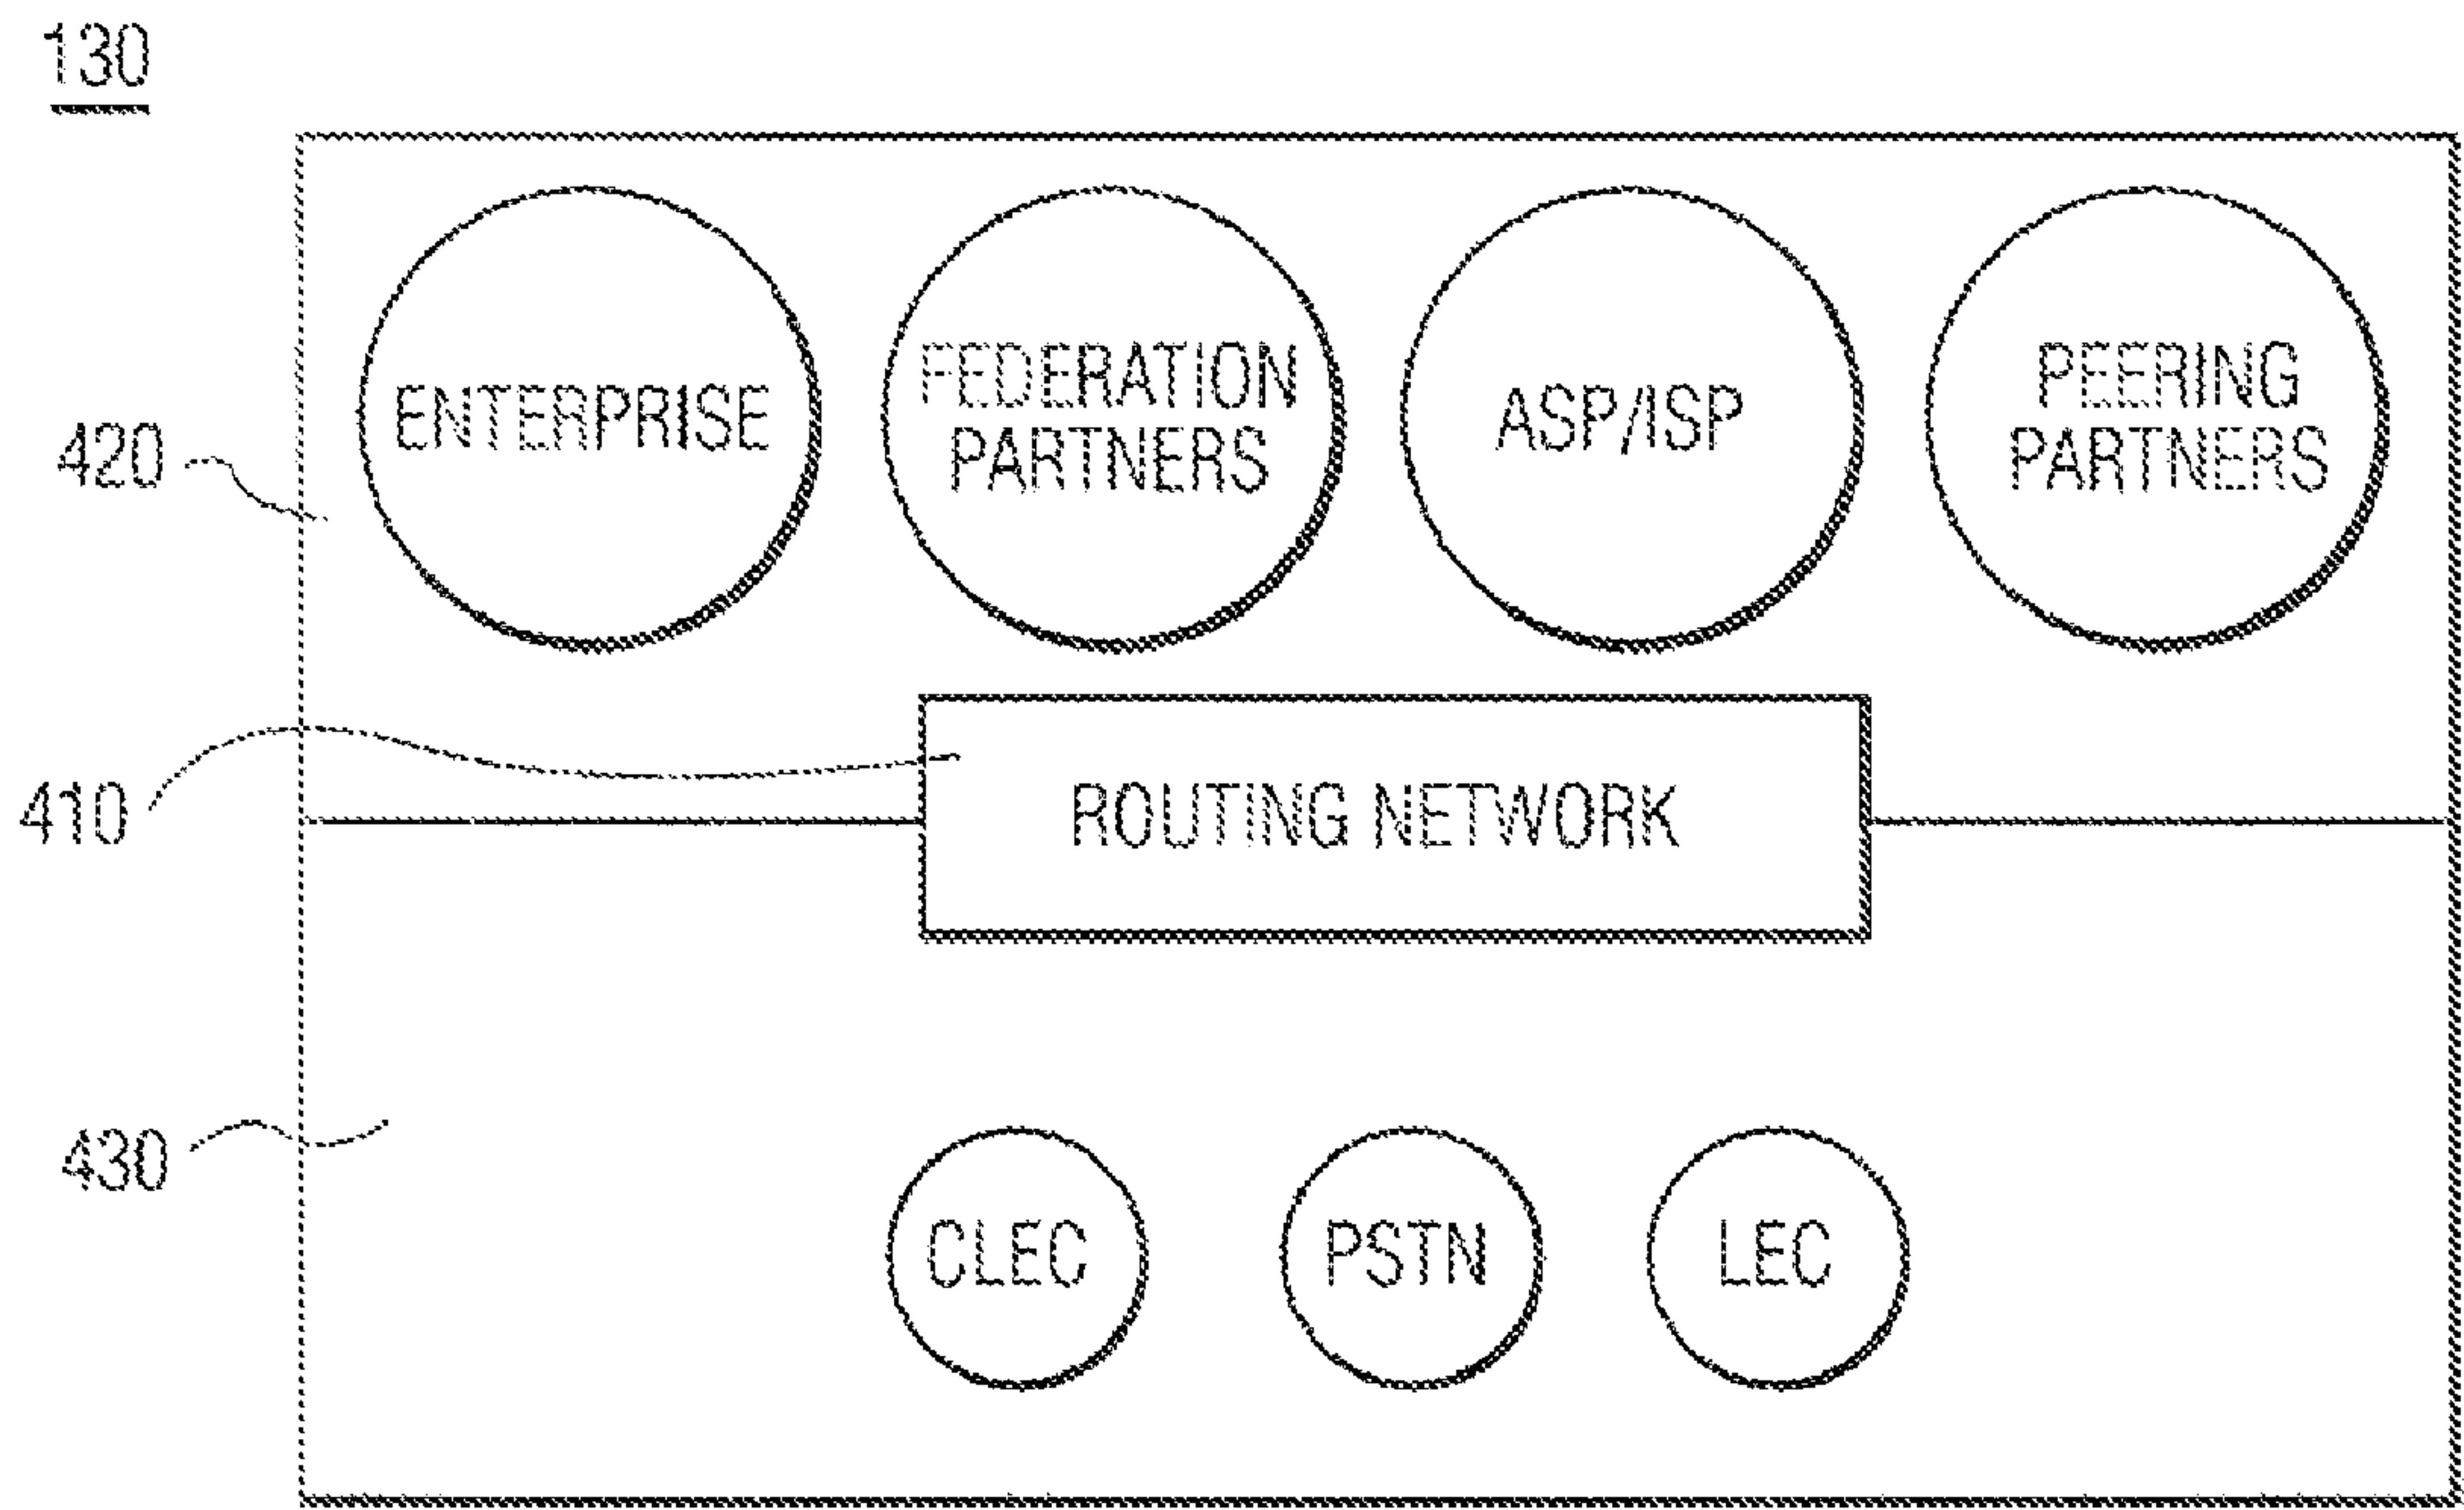 130
ENTERPRISE
FEDERATION
PARTNERS
ASP/ISP
PEERING
PARTNERS
420
410
ROUTING NETWORK
430
CLEC
PSTN
LEC